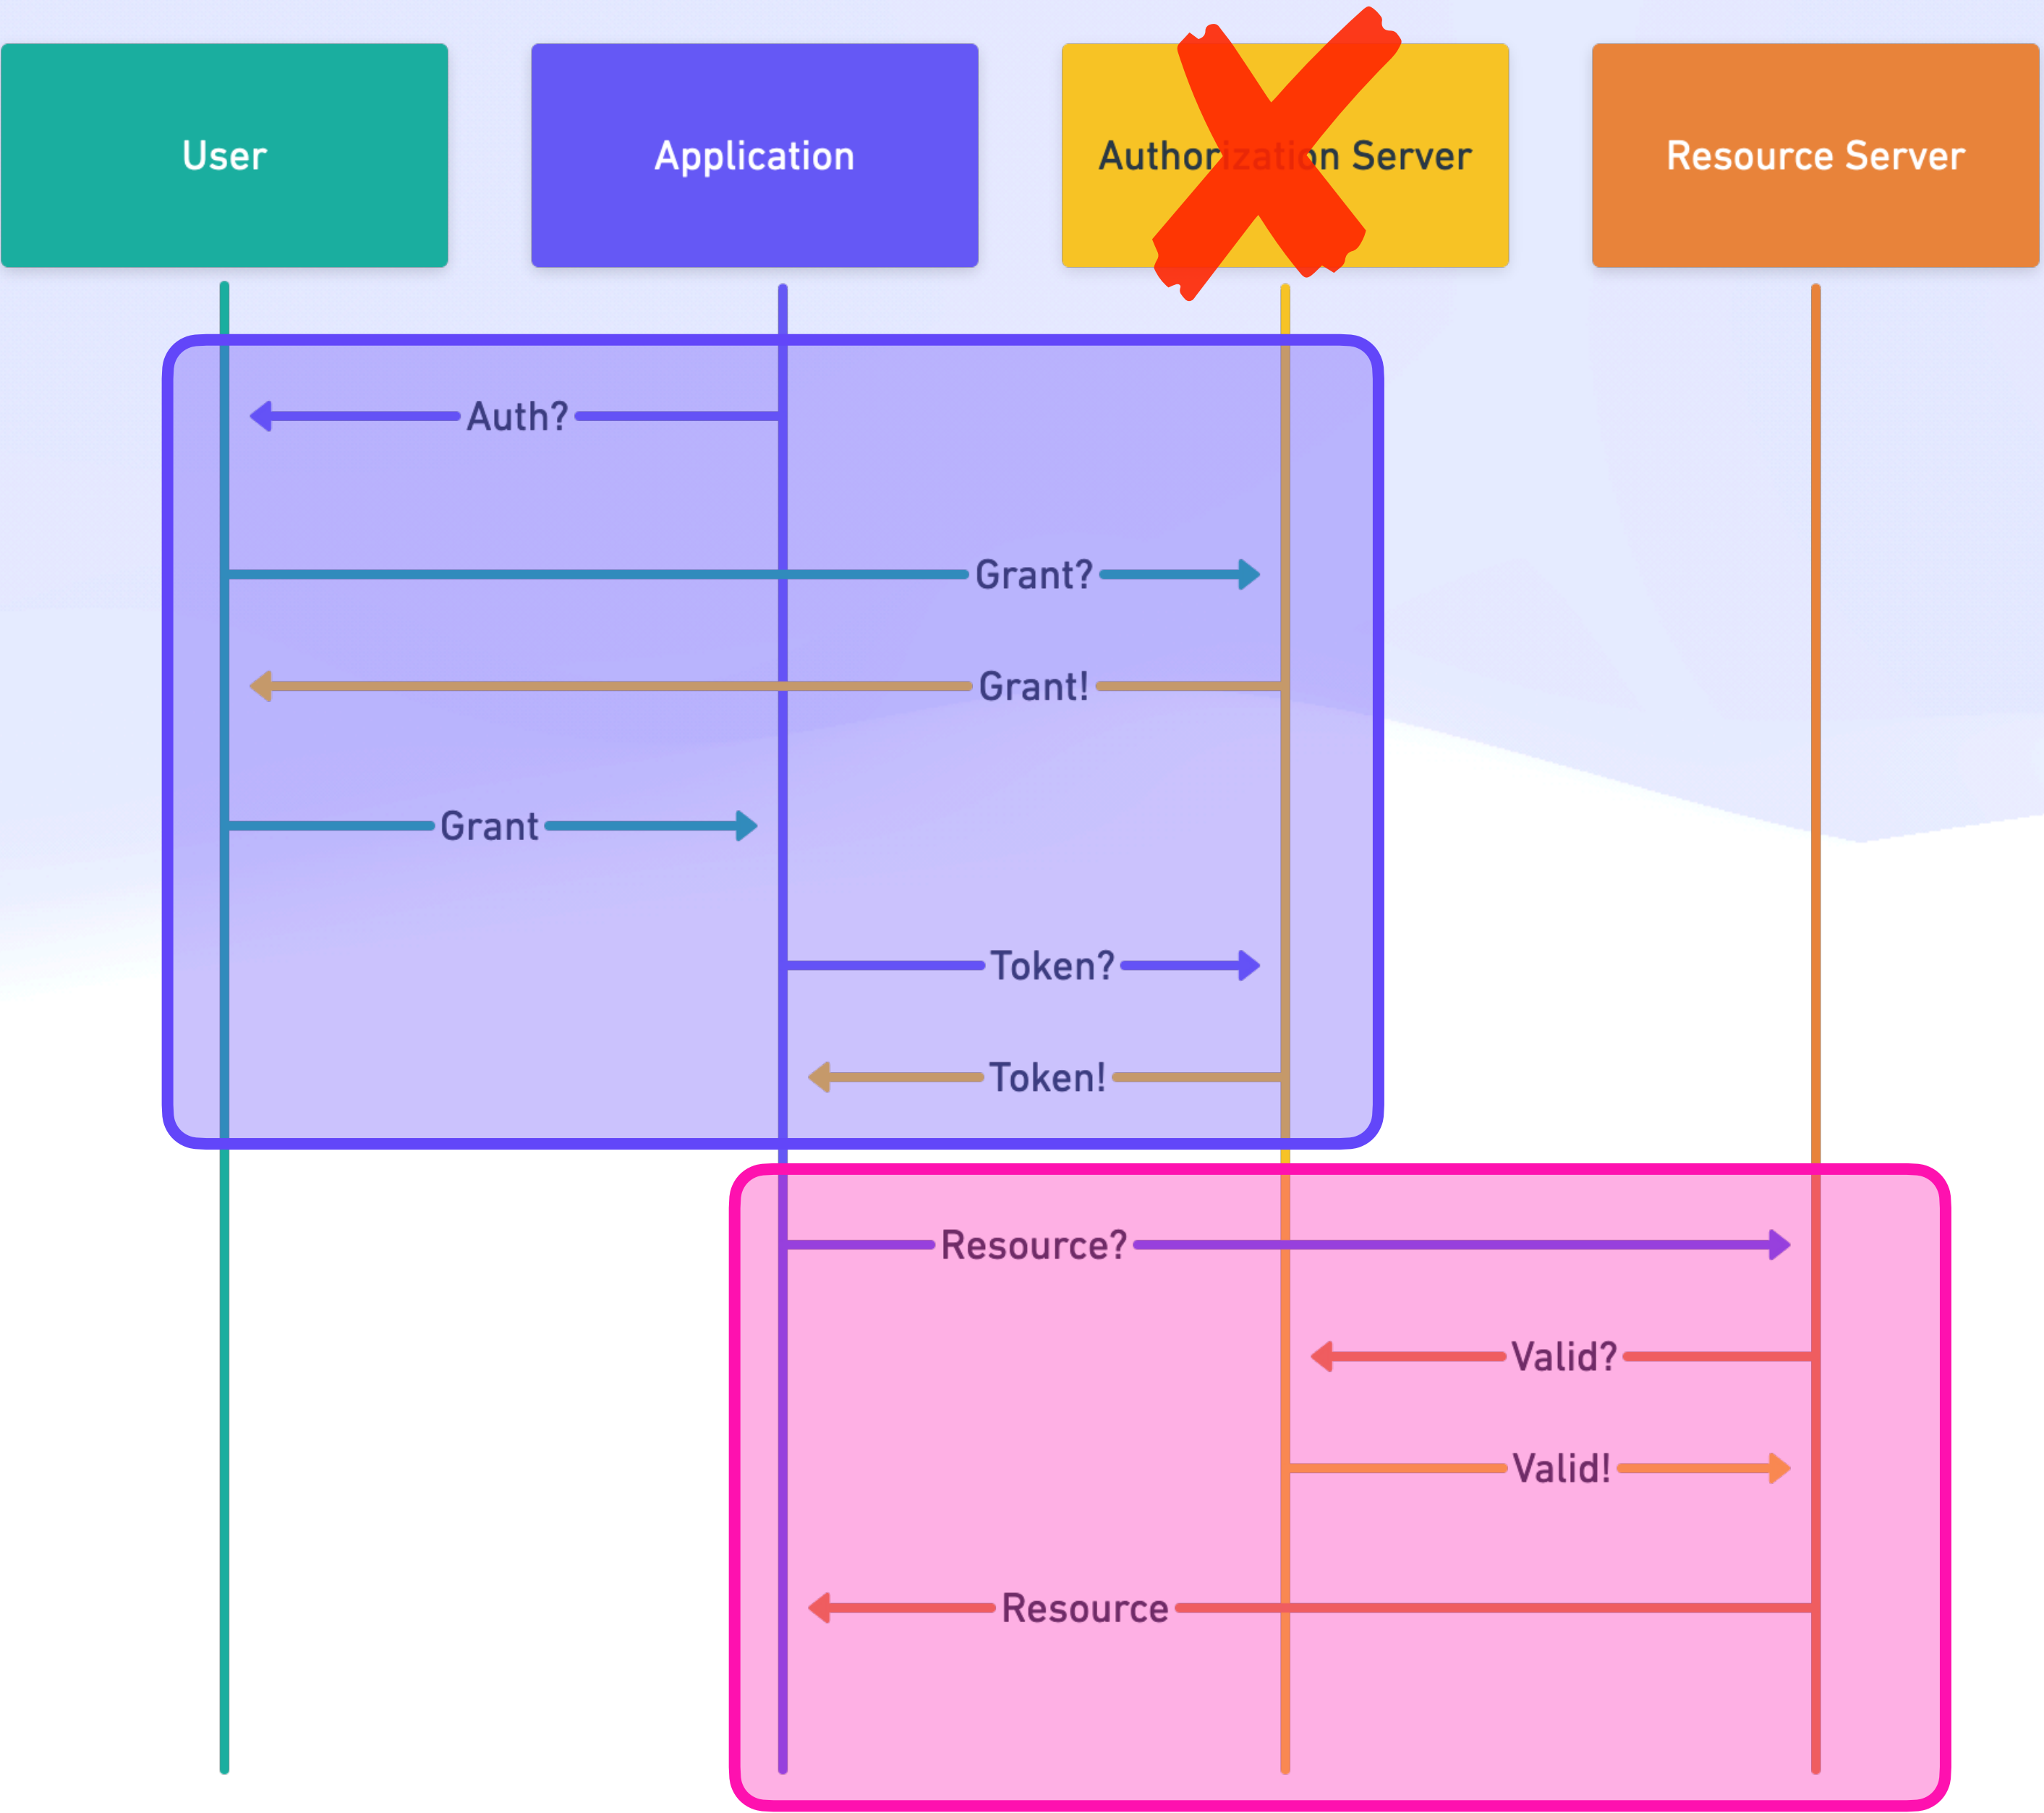 User
Application
Authorization Server
Resource Server
Auth?
Grant?
Grant!
Grant
Token?
Token!
Resource?
Valid?
Valid!
Resource